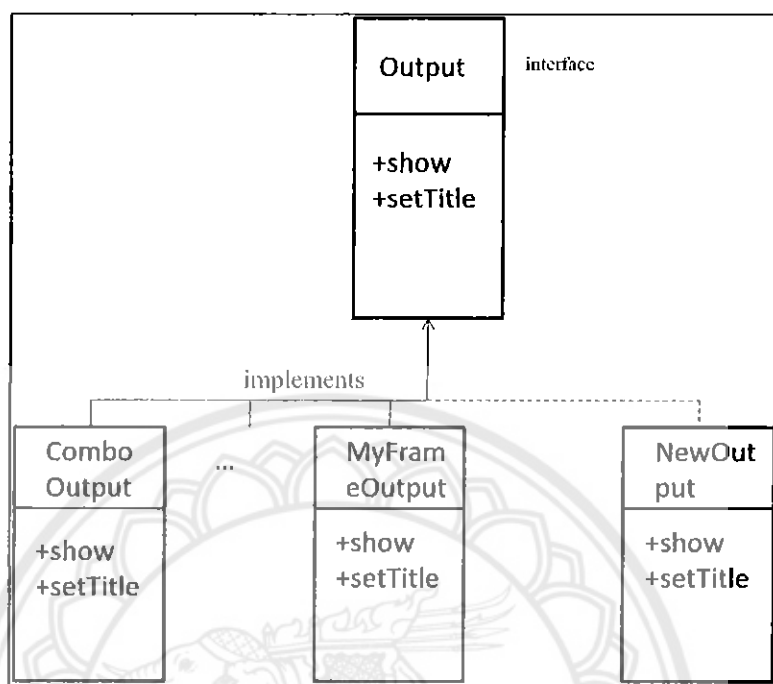 Output
interface
+show
+setTitle
implements
Combo
Output
...
MyFram
eOutput
NewOut
put
+show
+setTitle
+show
+setTitle
+show
+setTitle